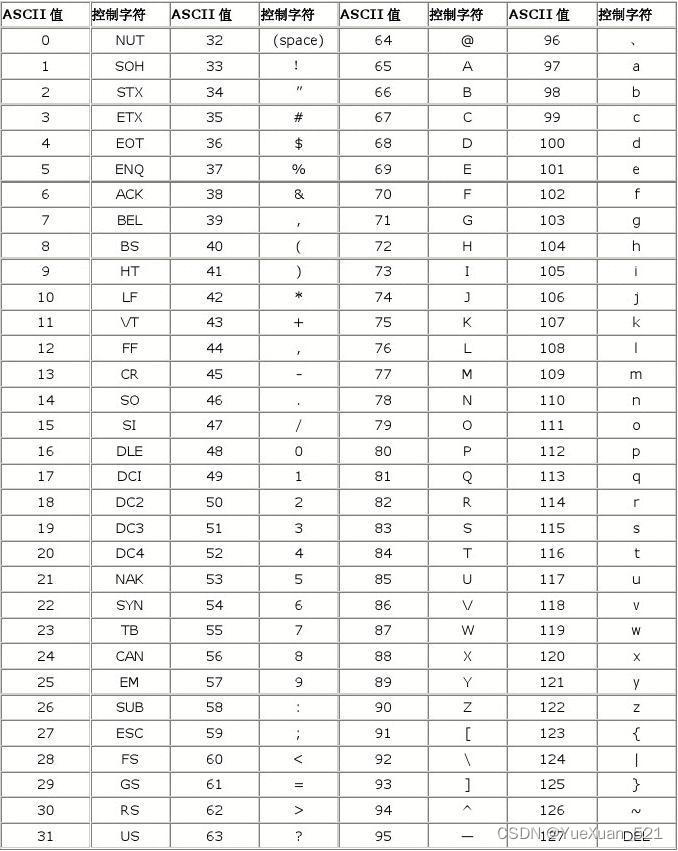 ASCII 值 控制字符 ASCII 值 控制字符 ASCII 值 控制字符 ASCII 值 控制字符
0 NUT 32 (space) 64 @ 96 、
1 SOH 33 ! 65 A 97 a
2 STX 34 " 66 B 98 b
3 ETX 35 # 67 C 99 c
4 EOT 36 $ 68 D 100 d
5 ENQ 37 % 69 E 101 e
6 ACK 38 & 70 F 102 f
7 BEL 39 , 71 G 103 g
8 BS 40 ( 72 H 104 h
9 HT 41 ) 73 I 105 i
10 LF 42 * 74 J 106 j
11 VT 43 + 75 K 107 k
12 FF 44 , 76 L 108 l
13 CR 45 - 77 M 109 m
14 SO 46 . 78 N 110 n
15 SI 47 / 79 O 111 o
16 DLE 48 0 80 P 112 p
17 DCI 49 1 81 Q 113 q
18 DC2 50 2 82 R 114 r
19 DC3 51 3 83 S 115 s
20 DC4 52 4 84 T 116 t
21 NAK 53 5 85 U 117 u
22 SYN 54 6 86 V 118 v
23 TB 55 7 87 W 119 w
24 CAN 56 8 88 X 120 x
25 EM 57 9 89 Y 121 y
26 SUB 58 : 90 Z 122 z
27 ESC 59 ; 91 [ 123 {
28 FS 60 < 92 \ 124 |
29 GS 61 = 93 ] 125 }
30 RS 62 > 94 ^ 126 ~
31 US 63 ? 95 — 127 DEL
CSDN @YueXuan_521